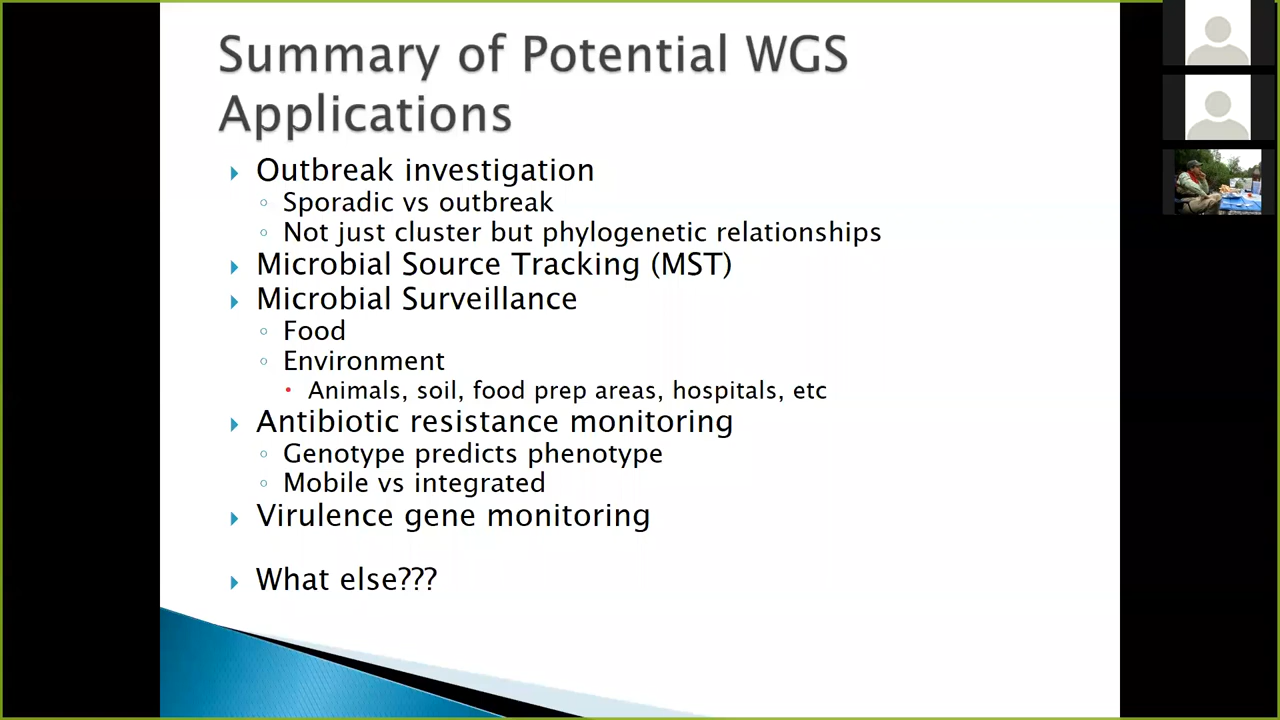 Summary of Potential WGS
Applications
Outbreak investigation
Sporadic vs outbreak
Not just cluster but phylogenetic relationships
Microbial Source Tracking (MST)
Microbial Surveillance
Food
Environment
Animals, soil, food prep areas, hospitals, etc
Antibiotic resistance monitoring
Genotype predicts phenotype
Mobile vs integrated
Virulence gene monitoring
What else???